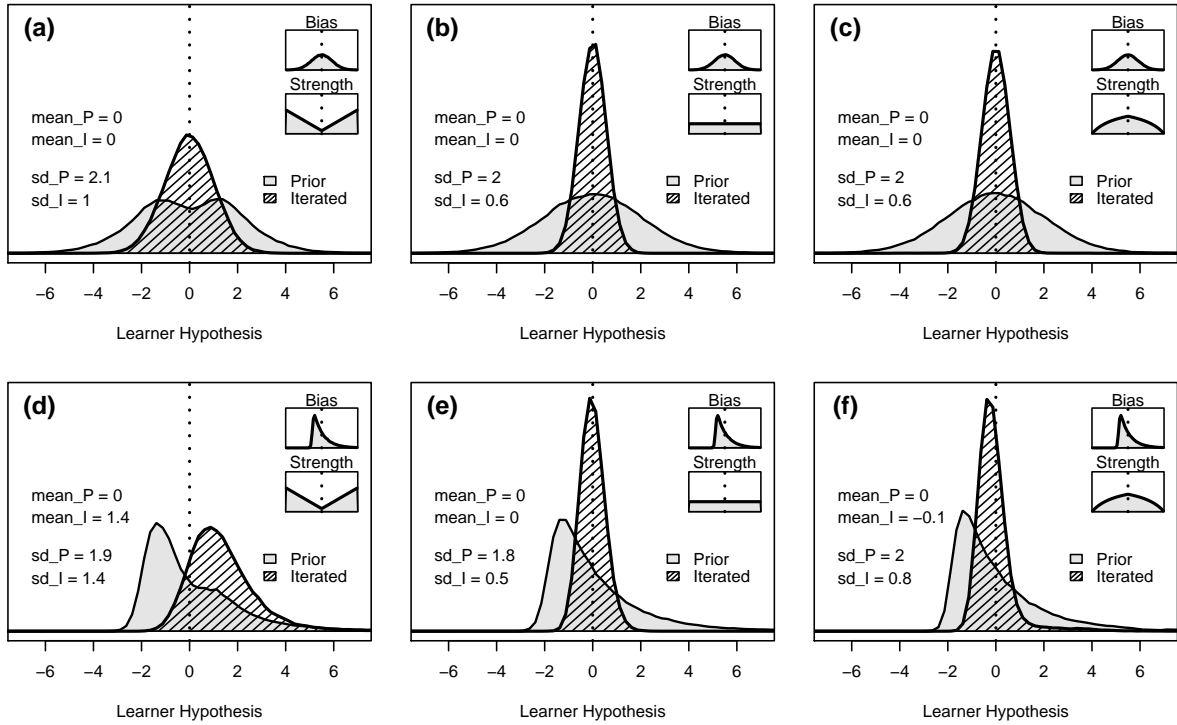 (a)
Bias
Strength
mean_P = 0
mean_I = 0
sd_P = 2.1
sd_I = 1
Prior
Iterated
−6 −4 −2 0 2 4 6
Learner Hypothesis
(b)
Bias
Strength
mean_P = 0
mean_I = 0
sd_P = 2
sd_I = 0.6
Prior
Iterated
−6 −4 −2 0 2 4 6
Learner Hypothesis
(c)
Bias
Strength
mean_P = 0
mean_I = 0
sd_P = 2
sd_I = 0.6
Prior
Iterated
−6 −4 −2 0 2 4 6
Learner Hypothesis
(d)
Bias
Strength
mean_P = 0
mean_I = 1.4
sd_P = 1.9
sd_I = 1.4
Prior
Iterated
−6 −4 −2 0 2 4 6
Learner Hypothesis
(e)
Bias
Strength
mean_P = 0
mean_I = 0
sd_P = 1.8
sd_I = 0.5
Prior
Iterated
−6 −4 −2 0 2 4 6
Learner Hypothesis
(f)
Bias
Strength
mean_P = 0
mean_I = −0.1
sd_P = 2
sd_I = 0.8
Prior
Iterated
−6 −4 −2 0 2 4 6
Learner Hypothesis